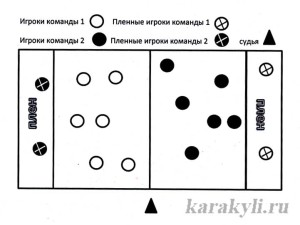 Игроки команды 1 Пленные игроки команды 1
Игроки команды 2 Пленные игроки команды 2 судья
ПЛЕН
ПЛЕН
karakyli.ru